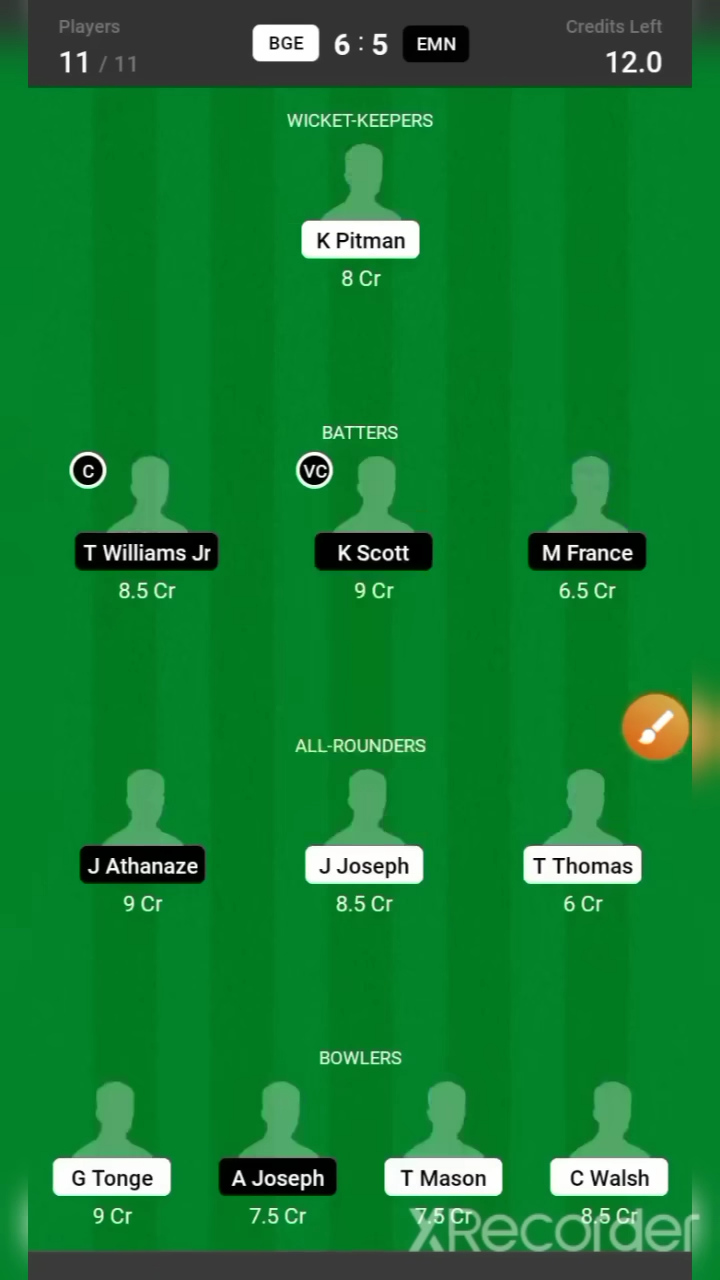 Players
Credits Left
BGE 6 : 5 EMN
11 / 11
12.0
WICKET-KEEPERS
K Pitman
8 Cr
BATTERS
C
VC
T Williams Jr
K Scott
M France
8.5 Cr
9 Cr
6.5 Cr
ALL-ROUNDERS
J Athanaze
J Joseph
T Thomas
9 Cr
8.5 Cr
6 Cr
BOWLERS
G Tonge
A Joseph
T Mason
C Walsh
9 Cr
7.5 Cr
7.5 Cr
8.5 Cr
XRecorder